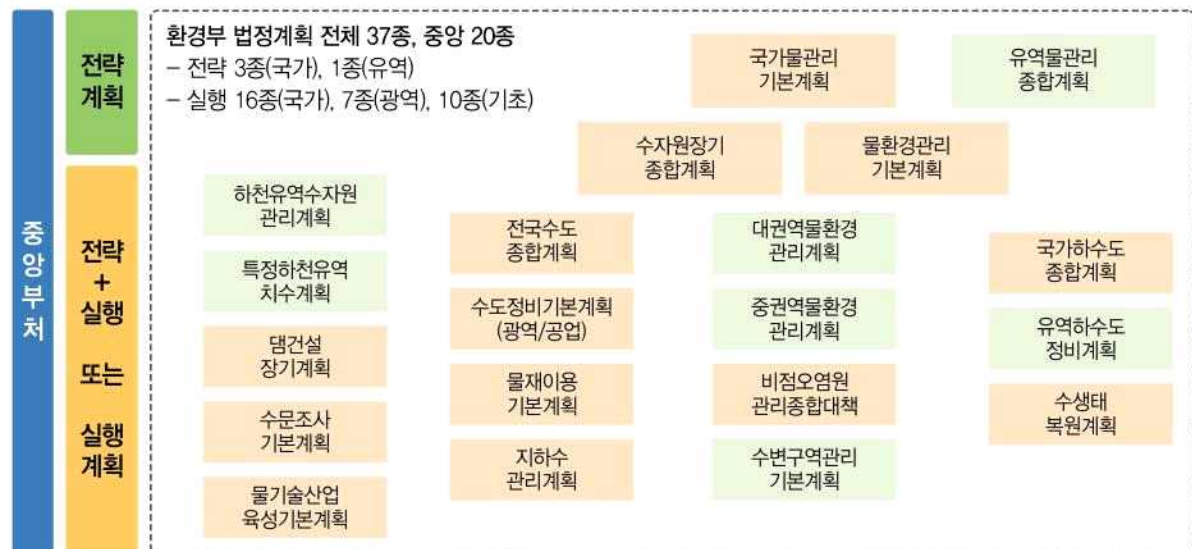 중앙부처
전략
계획
전략
+
실행
또는
실행
계획
환경부 법정계획 전체 37종, 중앙 20종
– 전략 3종(국가), 1종(유역)
– 실행 16종(국가), 7종(광역), 10종(기초)
국가물관리
기본계획
유역물관리
종합계획
수자원장기
종합계획
물환경관리
기본계획
하천유역수자원
관리계획
특정하천유역
치수계획
댐건설
장기계획
수문조사
기본계획
물기술산업
육성기본계획
전국수도
종합계획
수도정비기본계획
(광역/공업)
물재이용
기본계획
지하수
관리계획
대권역물환경
관리계획
중권역물환경
관리계획
비점오염원
관리종합대책
수변구역관리
기본계획
국가하수도
종합계획
유역하수도
정비계획
수생태
복원계획